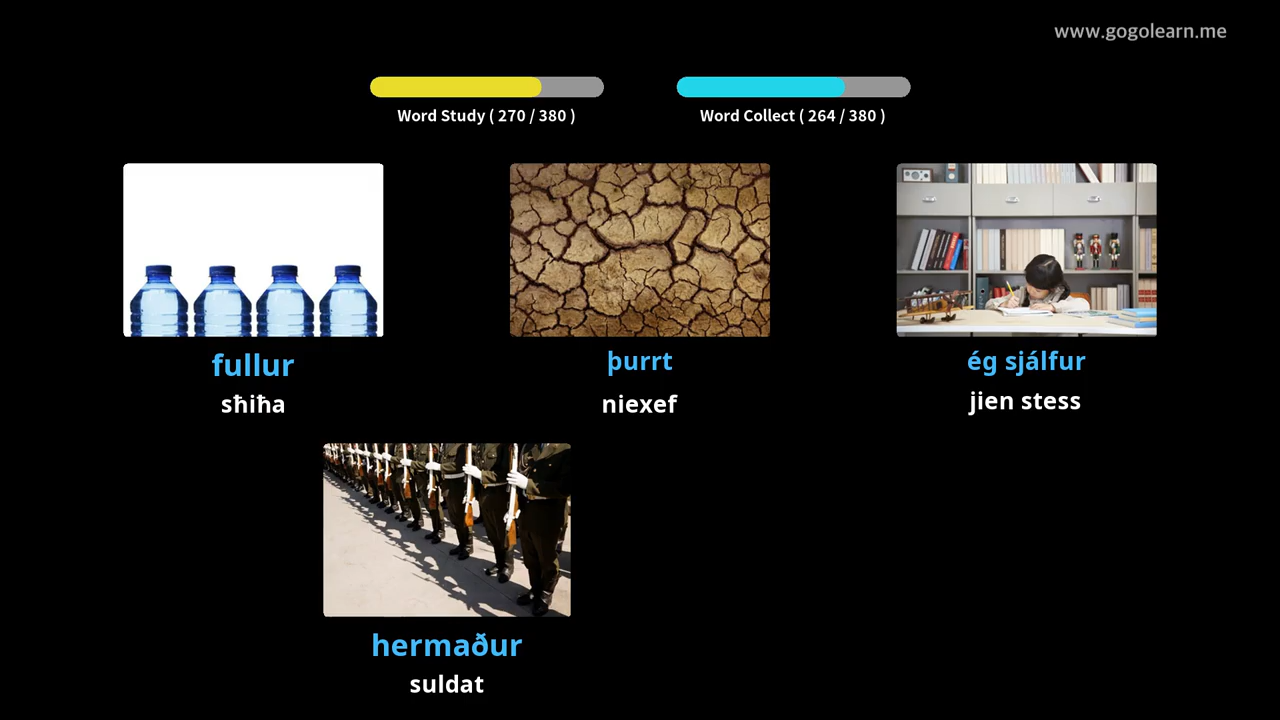 www.gogolearn.me
Word Study ( 270 / 380 )
Word Collect ( 264 / 380 )
fullur
sħiħa
þurrt
niexef
ég sjálfur
jien stess
hermaður
suldat